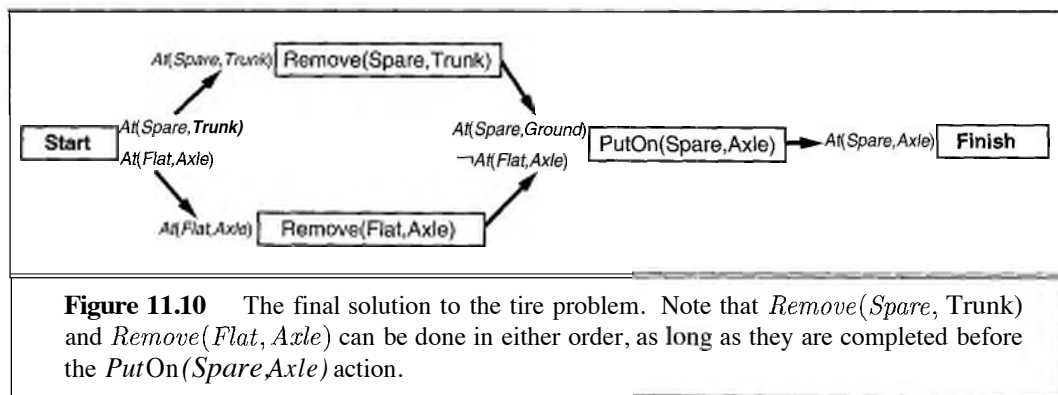 At(Spare,Trunk) Remove(Spare,Trunk)
Start
At(Spare,Trunk)
At(Flat,Axle)
At(Spare,Ground)
¬At(Flat,Axle)
PutOn(Spare,Axle)
At(Spare,Axle) Finish
At(Flat,Axle) Remove(Flat,Axle)
Figure 11.10 The final solution to the tire problem. Note that Remove(Spare, Trunk)
and Remove(Flat, Axle) can be done in either order, as long as they are completed before
the PutOn(Spare,Axle) action.